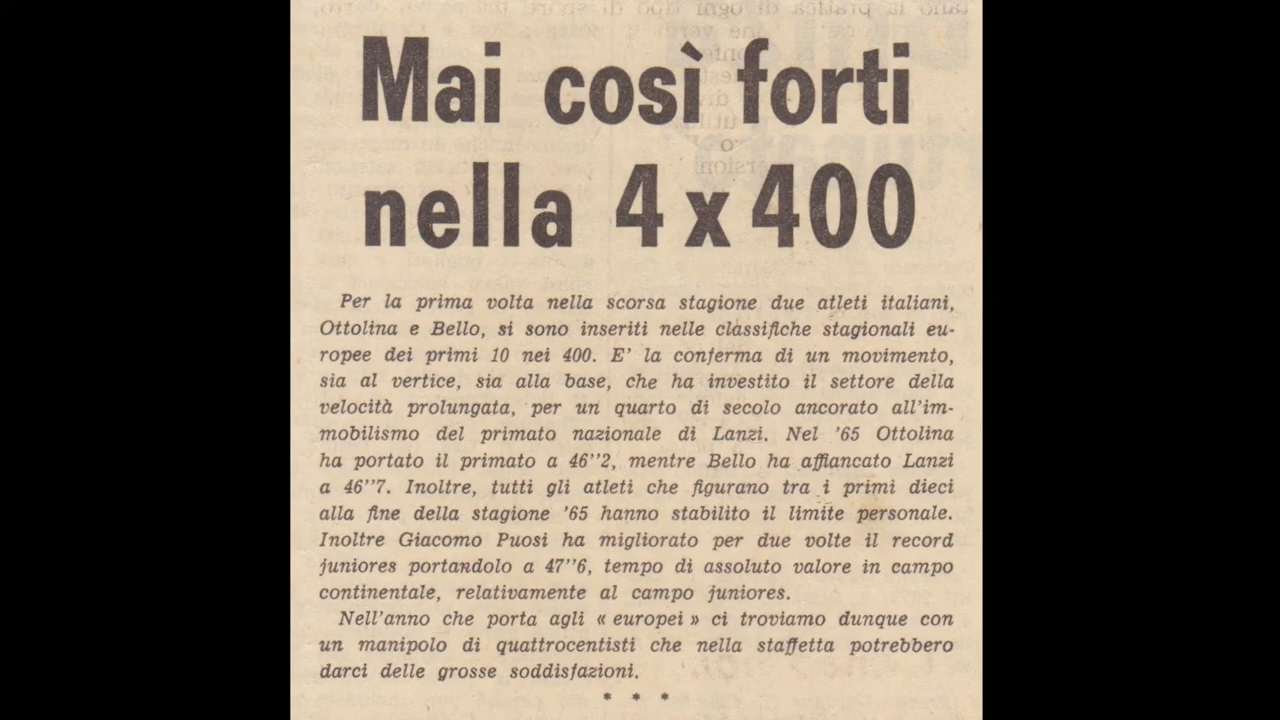 Mai così forti
nella 4 x 400
Per la prima volta nella scorsa stagione due atleti italiani,
Ottolina e Bello, si sono inseriti nelle classifiche stagionali eu-
ropee dei primi 10 nei 400. E' la conferma di un movimento,
sia al vertice, sia alla base, che ha investito il settore della
velocità prolungata, per un quarto di secolo ancorato all'im-
mobilismo del primato nazionale di Lanzi. Nel '65 Ottolina
ha portato il primato a 46''2, mentre Bello ha affiancato Lanzi
a 46''7. Inoltre, tutti gli atleti che figurano tra i primi dieci
alla fine della stagione '65 hanno stabilito il limite personale.
Inoltre Giacomo Puosi ha migliorato per due volte il record
juniores portandolo a 47''6, tempo di assoluto valore in campo
continentale, relativamente al campo juniores.
Nell'anno che porta agli « europei » ci troviamo dunque con
un manipolo di quattrocentisti che nella staffetta potrebbero
darci delle grosse soddisfazioni.
* * *